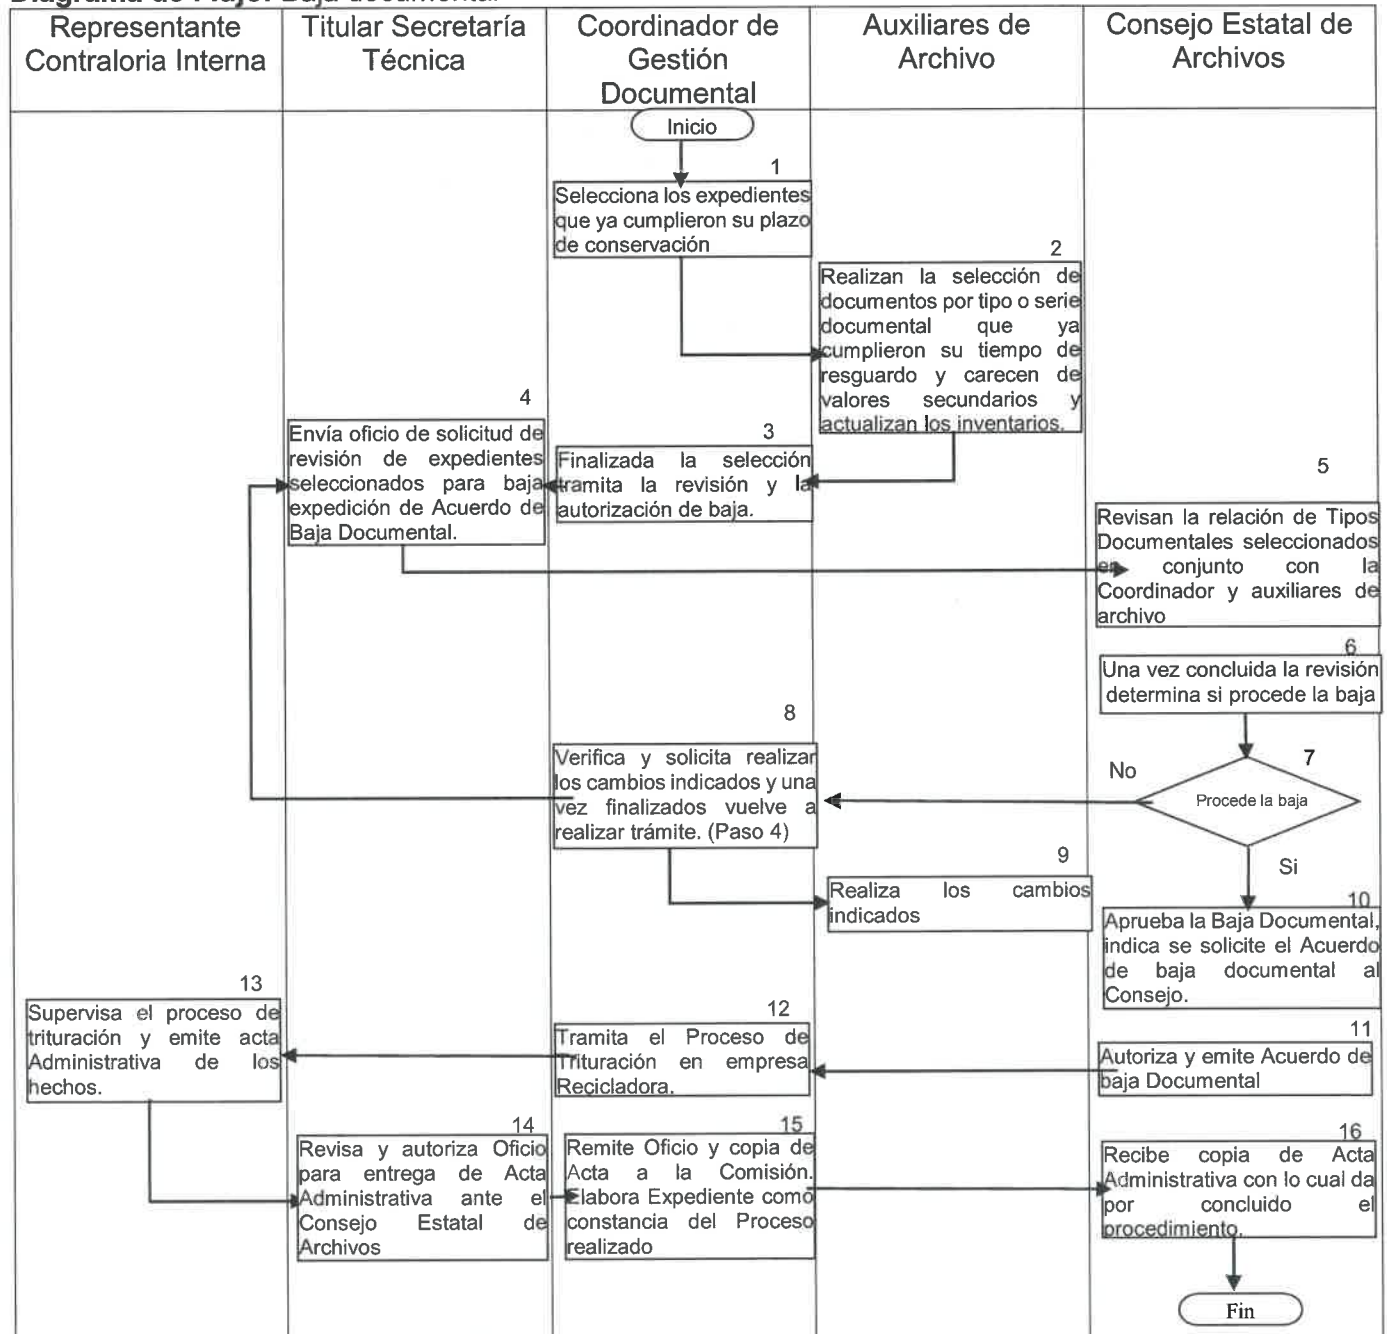 Diagrama de Flujo: Baja documental
Representante
Contraloria Interna
Titular Secretaría
Técnica
Coordinador de
Gestión
Documental
Auxiliares de
Archivo
Consejo Estatal de
Archivos
Inicio
1
Selecciona los expedientes
que ya cumplieron su plazo
de conservación
2
Realizan la selección de
documentos por tipo o serie
documental que ya
cumplieron su tiempo de
resguardo y carecen de
valores secundarios y
actualizan los inventarios.
3
Finalizada la selección
tramita la revisión y la
autorización de baja.
4
Envía oficio de solicitud de
revisión de expedientes
seleccionados para baja
expedición de Acuerdo de
Baja Documental.
5
Revisan la relación de Tipos
Documentales seleccionados
en conjunto con la
Coordinador y auxiliares de
archivo
6
Una vez concluida la revisión
determina si procede la baja
7
Procede la baja
No
Si
8
Verifica y solicita realizar
los cambios indicados y una
vez finalizados vuelve a
realizar trámite. (Paso 4)
9
Realiza los cambios
indicados
10
Aprueba la Baja Documental,
indica se solicite el Acuerdo
de baja documental al
Consejo.
11
Autoriza y emite Acuerdo de
baja Documental
12
Tramita el Proceso de
Trituración en empresa
Recicladora.
13
Supervisa el proceso de
trituración y emite acta
Administrativa de los
hechos.
14
Revisa y autoriza Oficio
para entrega de Acta
Administrativa ante el
Consejo Estatal de
Archivos
15
Remite Oficio y copia de
Acta a la Comisión.
Elabora Expediente como
constancia del Proceso
realizado
16
Recibe copia de Acta
Administrativa con lo cual da
por concluido el
procedimiento.
Fin